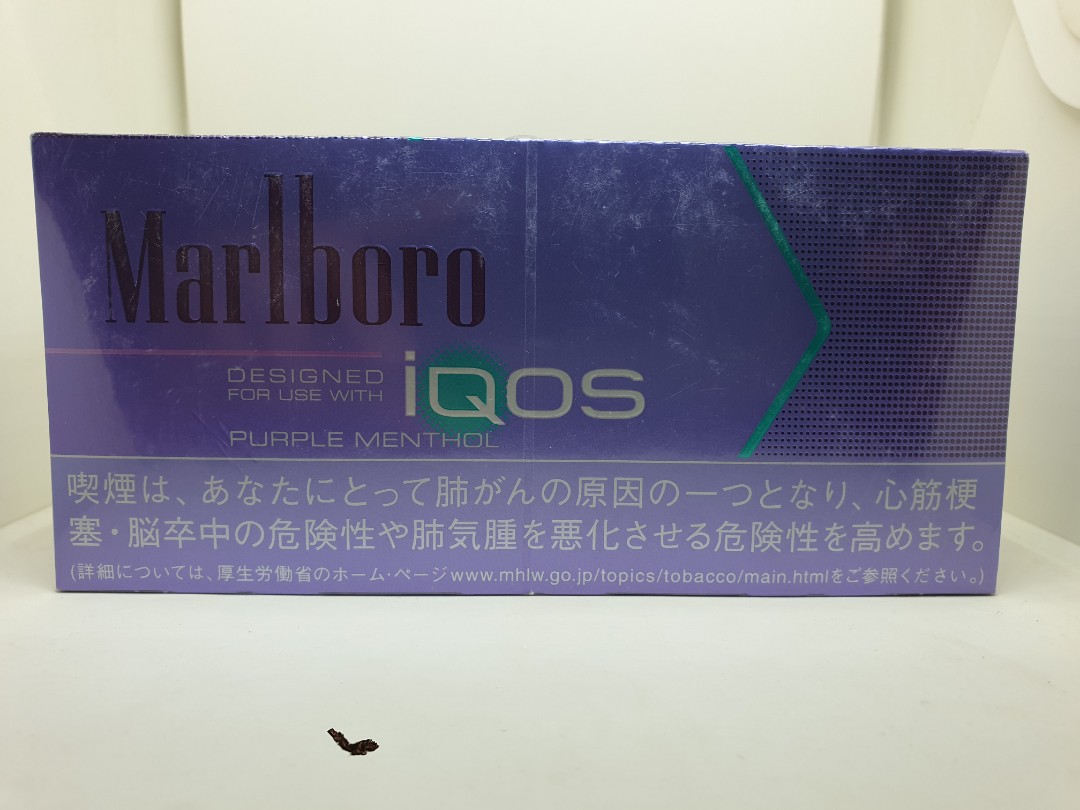 Marlboro
DESIGNED
FOR USE WITH
iQOS
PURPLE MENTHOL
喫煙は、あなたにとって肺がんの原因の一つとなり、心筋梗
塞・脳卒中の危険性や肺気腫を悪化させる危険性を高めます。
(詳細については、厚生労働省のホーム・ページwww.mhlw.go.jp/topics/tobacco/main.htmlをご参照ください。)